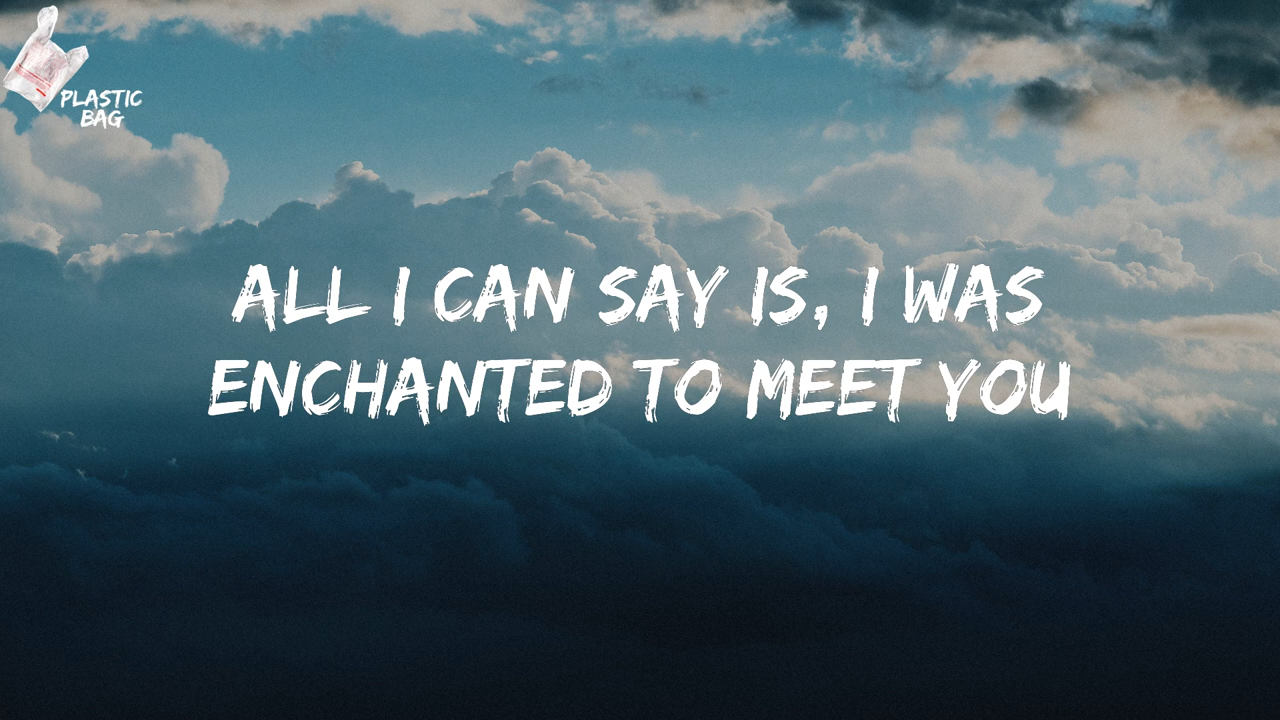 PLASTIC
BAG
ALL I CAN SAY IS, I WAS
ENCHANTED TO MEET YOU